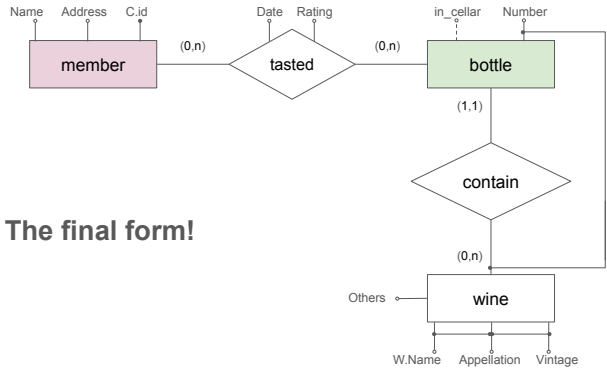 Name Address C.id Date Rating in_cellar Number
member (0,n) tasted (0,n) bottle
(1,1)
contain
The final form!
(0,n)
Others wine
W.Name Appellation Vintage